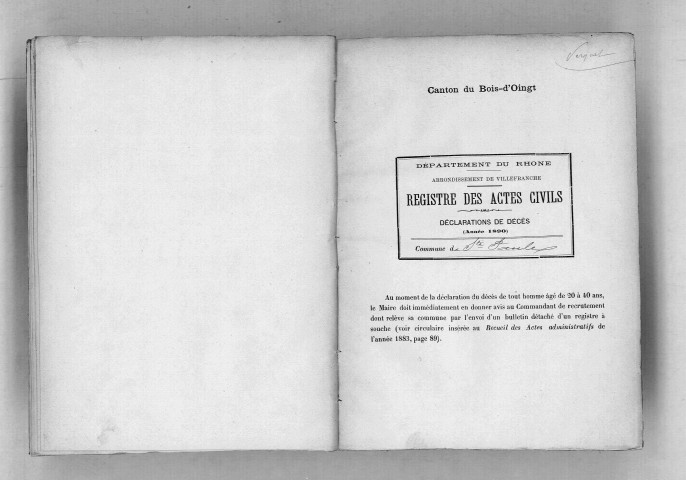 Canton du Bois-d'Oingt
DÉPARTEMENT DU RHONE
ARRONDISSEMENT DE VILLEFRANCHE
REGISTRE DES ACTES CIVILS
DÉCLARATIONS DE DÉCÈS
(Année 1890)
Commune de Ste Paule
Au moment de la déclaration du décès de tout homme âgé de 20 à 40 ans,
le Maire doit immédiatement en donner avis au Commandant de recrutement
dont relève sa commune par l'envoi d'un bulletin détaché d'un registre à
souche (voir circulaire insérée au Recueil des Actes administratifs de
l'année 1883, page 89).